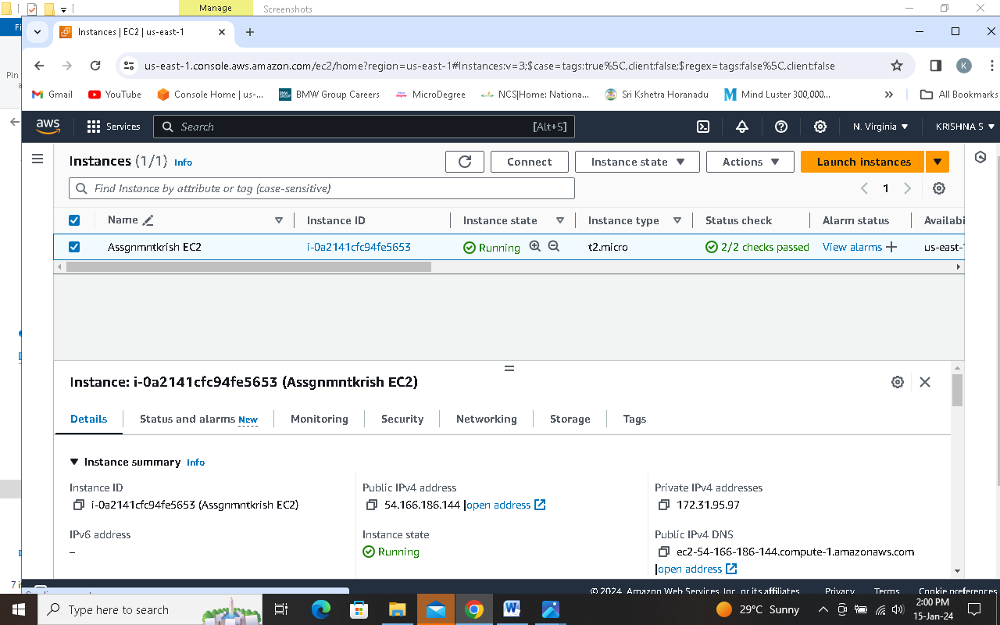 Manage
Screenshots
Instances | EC2 | us-east-1
us-east-1.console.aws.amazon.com/ec2/home?region=us-east-1#Instances:v=3;$case=tags:true%5C,client:false;$regex=tags:false%5C,client:false
K
Gmail YouTube Console Home | us-... BMW Group Careers MicroDegree NCS|Home: Nationa... Sri Kshetra Horanadu Mind Luster 300,000... » All Bookmarks
aws Services Search [Alt+S] N. Virginia KRISHNA S
Instances (1/1) Info Connect Instance state Actions Launch instances
Find Instance by attribute or tag (case-sensitive) 1
Name Instance ID Instance state Instance type Status check Alarm status Availabi
Assgnmntkrish EC2 i-0a2141cfc94fe5653 Running t2.micro 2/2 checks passed View alarms us-east-1
Instance: i-0a2141cfc94fe5653 (Assgnmntkrish EC2)
Details Status and alarms New Monitoring Security Networking Storage Tags
Instance summary Info
Instance ID
i-0a2141cfc94fe5653 (Assgnmntkrish EC2)
Public IPv4 address
54.166.186.144 |open address
Private IPv4 addresses
172.31.95.97
IPv6 address
–
Instance state
Running
Public IPv4 DNS
ec2-54-166-186-144.compute-1.amazonaws.com
|open address
© 2024, Amazon Web Services, Inc. or its affiliates. Privacy Terms Cookie preferences
Type here to search
29°C Sunny
2:00 PM
15-Jan-24